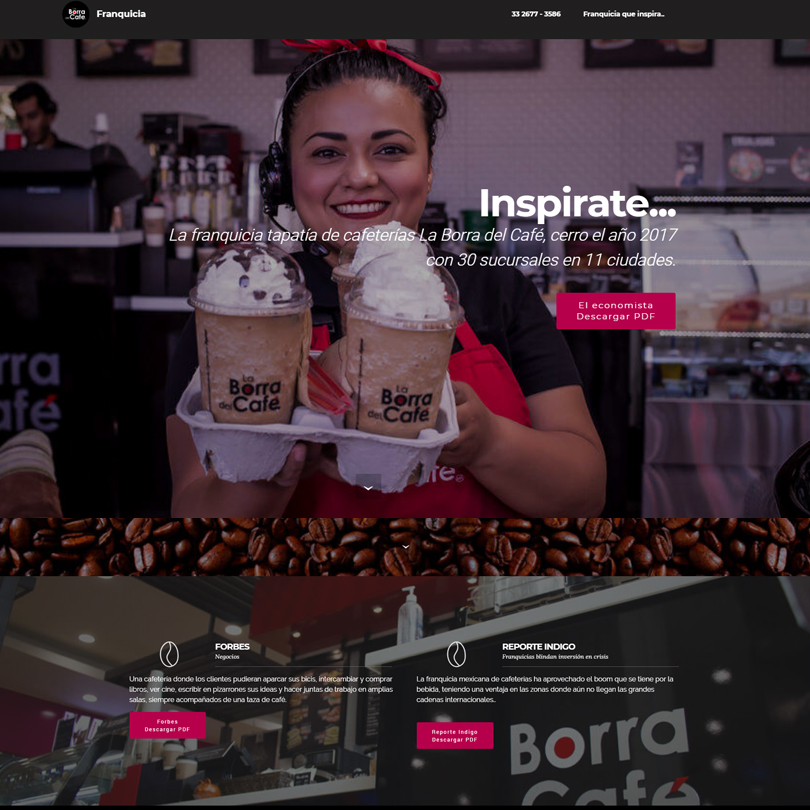 La
Borra
del Café
Franquicia
33 2677 - 3586
Franquicia que inspira..
Inspirate...
La franquicia tapatía de cafeterías La Borra del Café, cerro el año 2017
con 30 sucursales en 11 ciudades.
El economista
Descargar PDF
La
Borra
del Café
La
Borra
del Café
rra
afé
fe®
FORBES
Negocios
Una cafetería donde los clientes pudieran aparcar sus bicis, intercambiar y comprar
libros, ver cine, escribir en pizarrones sus ideas y hacer juntas de trabajo en amplias
salas, siempre acompañados de una taza de café.
Forbes
Descargar PDF
REPORTE INDIGO
Franquicias blindan inversión en crisis
La franquicia mexicana de cafeterías ha aprovechado el boom que se tiene por la
bebida, teniendo una ventaja en las zonas donde aún no llegan las grandes
cadenas internacionales..
Reporte Indigo
Descargar PDF
Borra
Café